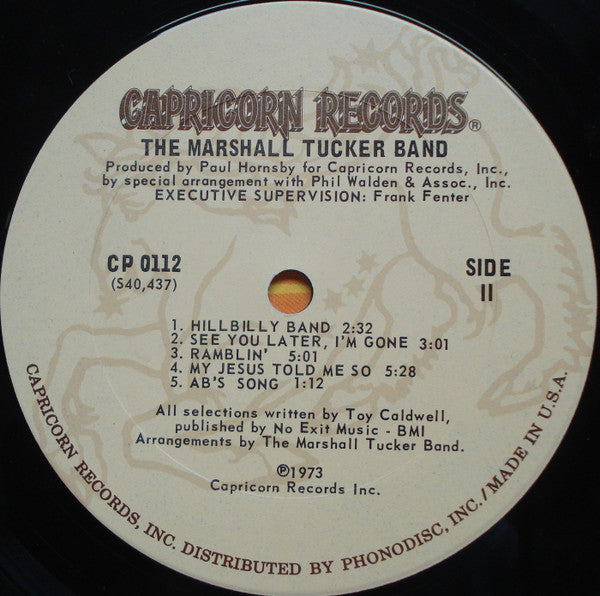 CAPRICORN RECORDS®
THE MARSHALL TUCKER BAND
Produced by Paul Hornsby for Capricorn Records, Inc.,
by special arrangement with Phil Walden & Assoc., Inc.
EXECUTIVE SUPERVISION: Frank Fenter
CP 0112
(S40,437)
SIDE
II
1. HILLBILLY BAND 2:32
2. SEE YOU LATER, I'M GONE 3:01
3. RAMBLIN' 5:01
4. MY JESUS TOLD ME SO 5:28
5. AB'S SONG 1:12
All selections written by Toy Caldwell,
published by No Exit Music - BMI
Arrangements by The Marshall Tucker Band.
℗1973
Capricorn Records Inc.
CAPRICORN RECORDS, INC. DISTRIBUTED BY PHONODISC, INC./MADE IN U.S.A.